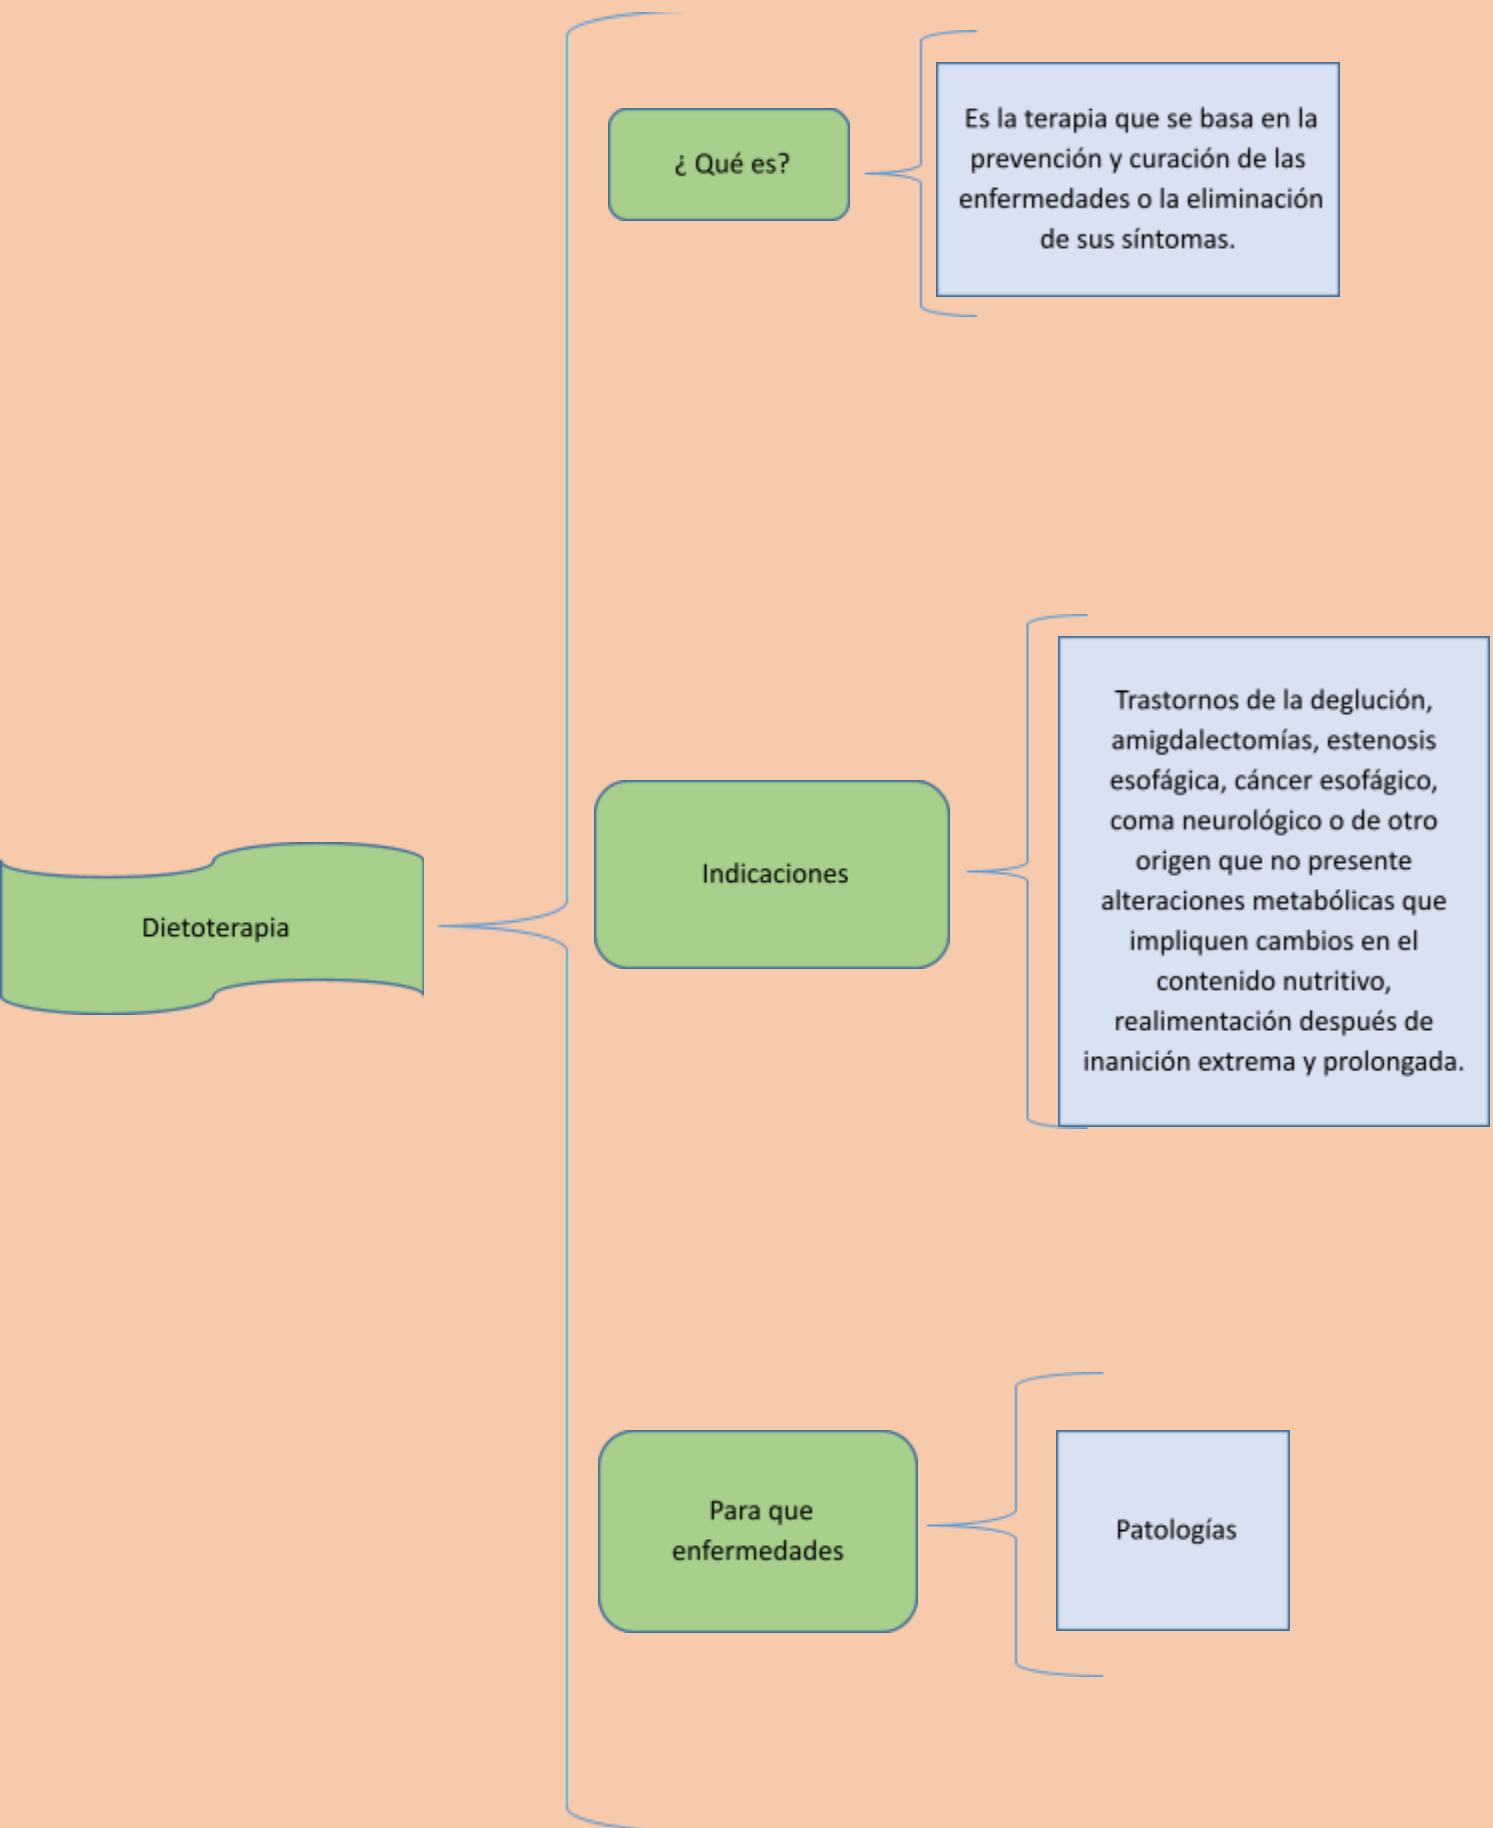 ¿ Qué es?
Es la terapia que se basa en la
prevención y curación de las
enfermedades o la eliminación
de sus síntomas.
Dietoterapia
Indicaciones
Trastornos de la deglución,
amigdalectomías, estenosis
esofágica, cáncer esofágico,
coma neurológico o de otro
origen que no presente
alteraciones metabólicas que
impliquen cambios en el
contenido nutritivo,
realimentación después de
inanición extrema y prolongada.
Para que
enfermedades
Patologías